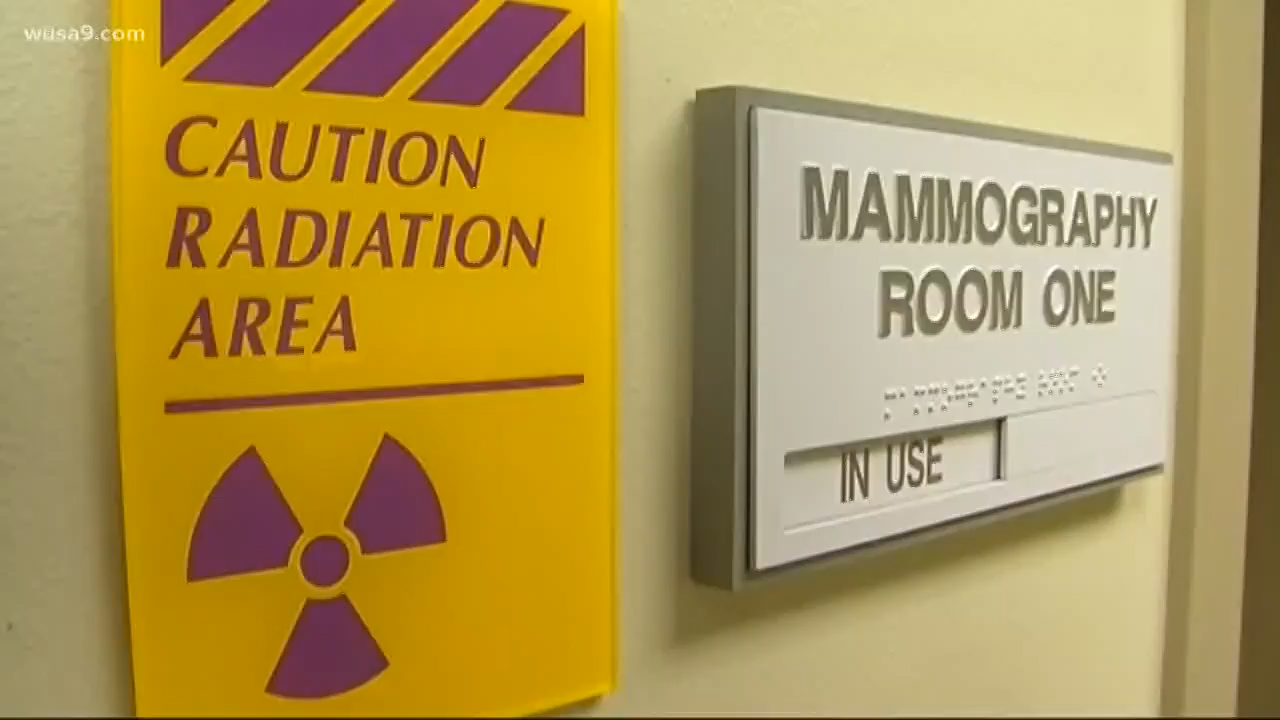 wusa9.com
CAUTION
RADIATION
AREA
MAMMOGRAPHY
ROOM ONE
IN USE